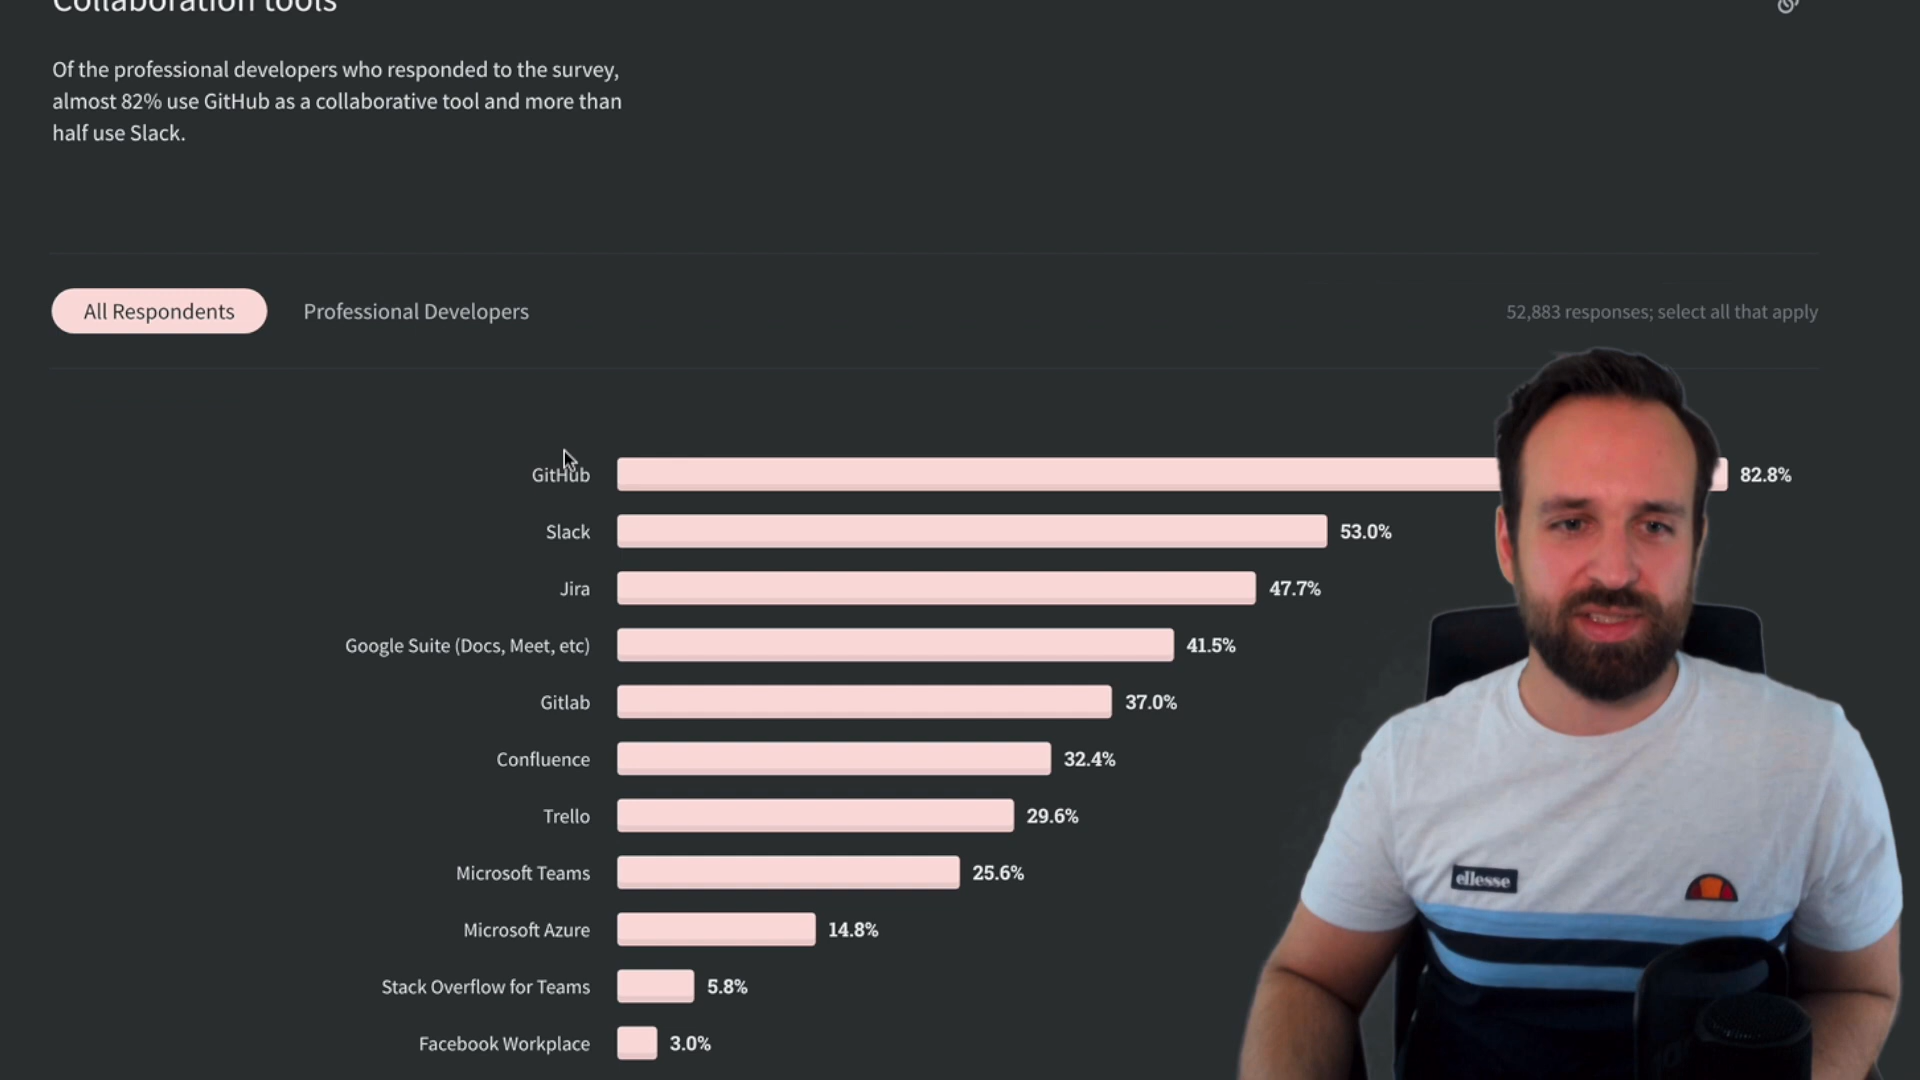 Collaboration tools
Of the professional developers who responded to the survey,
almost 82% use GitHub as a collaborative tool and more than
half use Slack.
All Respondents
Professional Developers
52,883 responses; select all that apply
GitHub 82.8%
Slack 53.0%
Jira 47.7%
Google Suite (Docs, Meet, etc) 41.5%
Gitlab 37.0%
Confluence 32.4%
Trello 29.6%
Microsoft Teams 25.6%
Microsoft Azure 14.8%
Stack Overflow for Teams 5.8%
Facebook Workplace 3.0%
ellesse